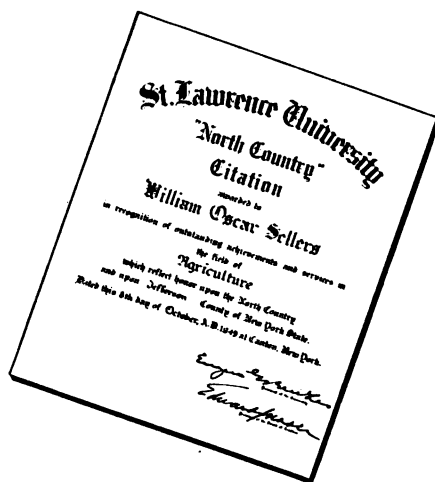 St. Lawrence University
"North Country"
Citation
awarded to
William Oscar Sellers
in recognition of outstanding achievements and services in
the field of
Agriculture
which reflect honor upon the North Country
and upon Jefferson County of New York State.
Dated this 8th day of October, A.D. 1949 at Canton, New York.